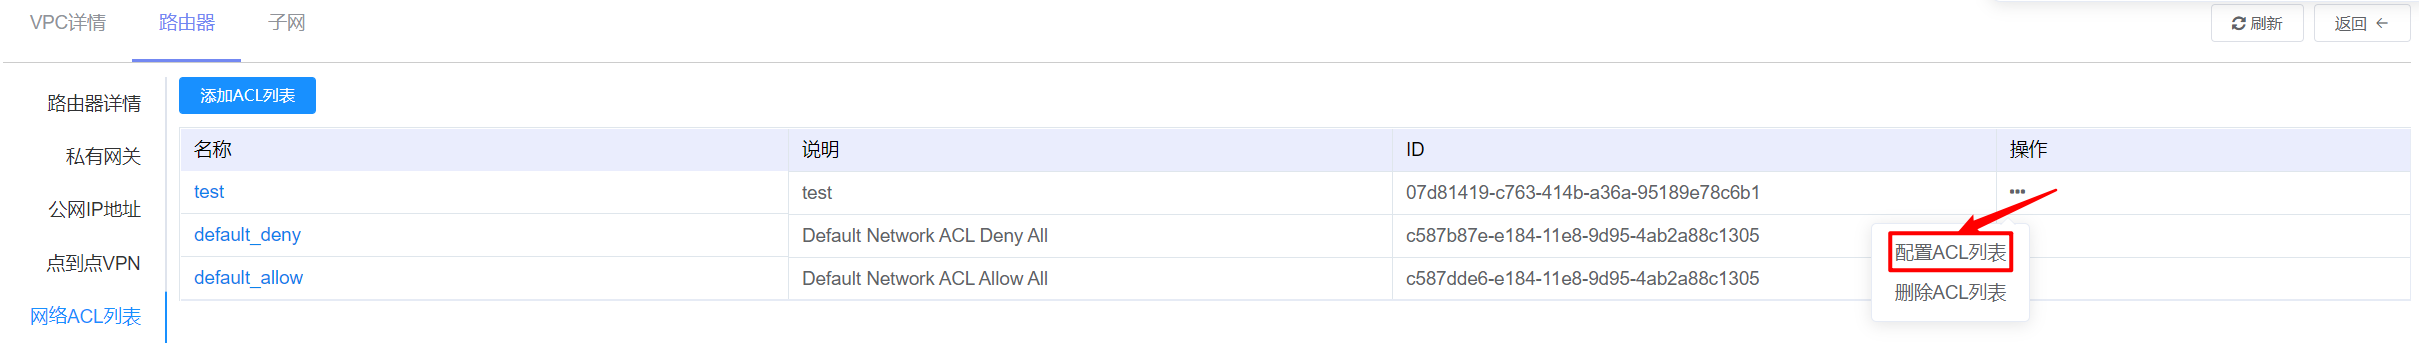 VPC详情 路由器 子网 刷新 返回 ←
路由器详情
私有网关
公网IP地址
点到点VPN
网络ACL列表
添加ACL列表
名称 说明 ID 操作
test test 07d81419-c763-414b-a36a-95189e78c6b1 •••
default_deny Default Network ACL Deny All c587b87e-e184-11e8-9d95-4ab2a88c1305
default_allow Default Network ACL Allow All c587dde6-e184-11e8-9d95-4ab2a88c1305
配置ACL列表
删除ACL列表